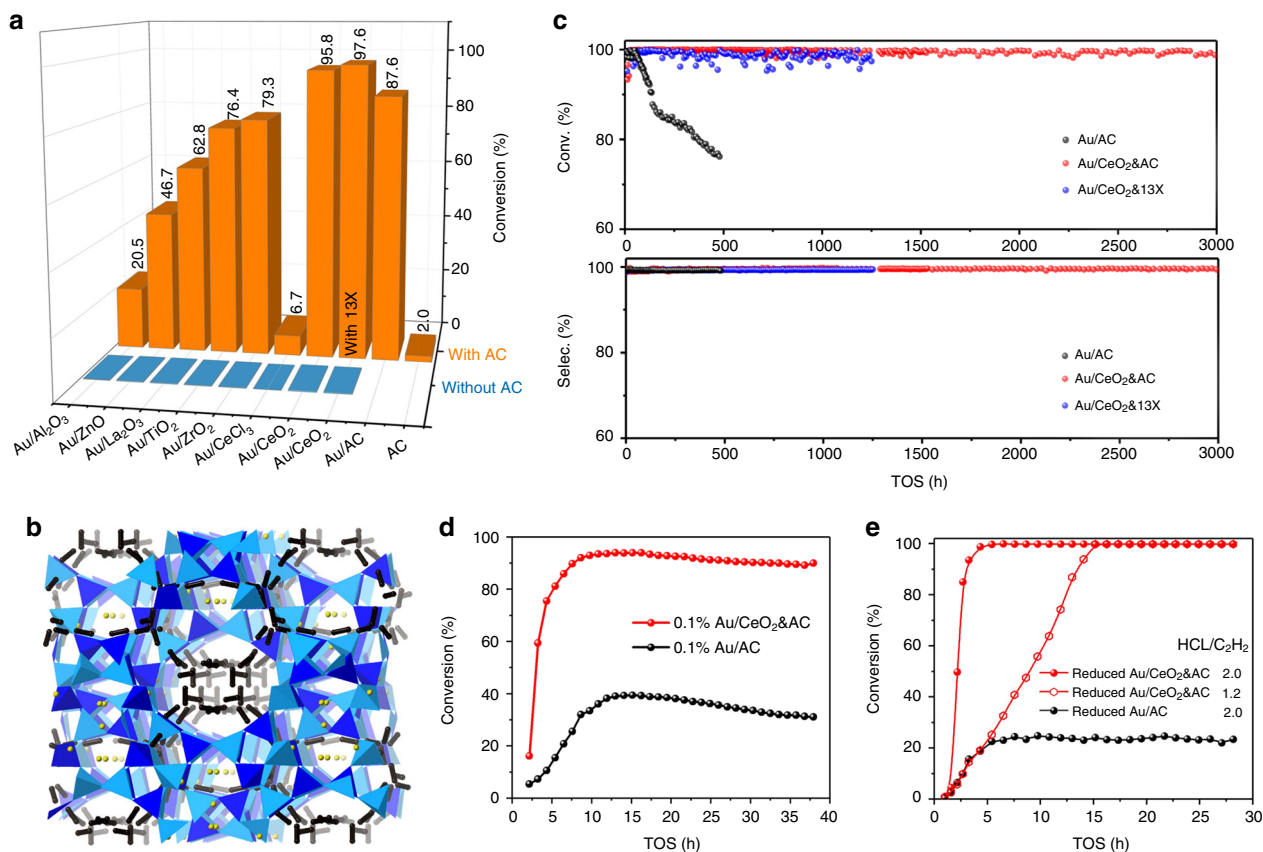 a
20.5
46.7
62.8
76.4
79.3
6.7
95.8
97.6
87.6
2.0
With 13X
100
80
60
40
20
0
Conversion (%)
With AC
Without AC
Au/Al₂O₃
Au/ZnO
Au/La₂O₃
Au/TiO₂
Au/ZrO₂
Au/CeCl₃
Au/CeO₂
Au/CeO₂
Au/AC
AC
c
100
80
60
Conv. (%)
Au/AC
Au/CeO₂&AC
Au/CeO₂&13X
0 500 1000 1500 2000 2500 3000
100
80
60
Selec. (%)
Au/AC
Au/CeO₂&AC
Au/CeO₂&13X
0 500 1000 1500 2000 2500 3000
TOS (h)
b
d
100
80
60
40
20
0
Conversion (%)
0.1% Au/CeO₂&AC
0.1% Au/AC
0 5 10 15 20 25 30 35 40
TOS (h)
e
100
80
60
40
20
0
Conversion (%)
HCL/C₂H₂
Reduced Au/CeO₂&AC 2.0
Reduced Au/CeO₂&AC 1.2
Reduced Au/AC 2.0
0 5 10 15 20 25 30
TOS (h)